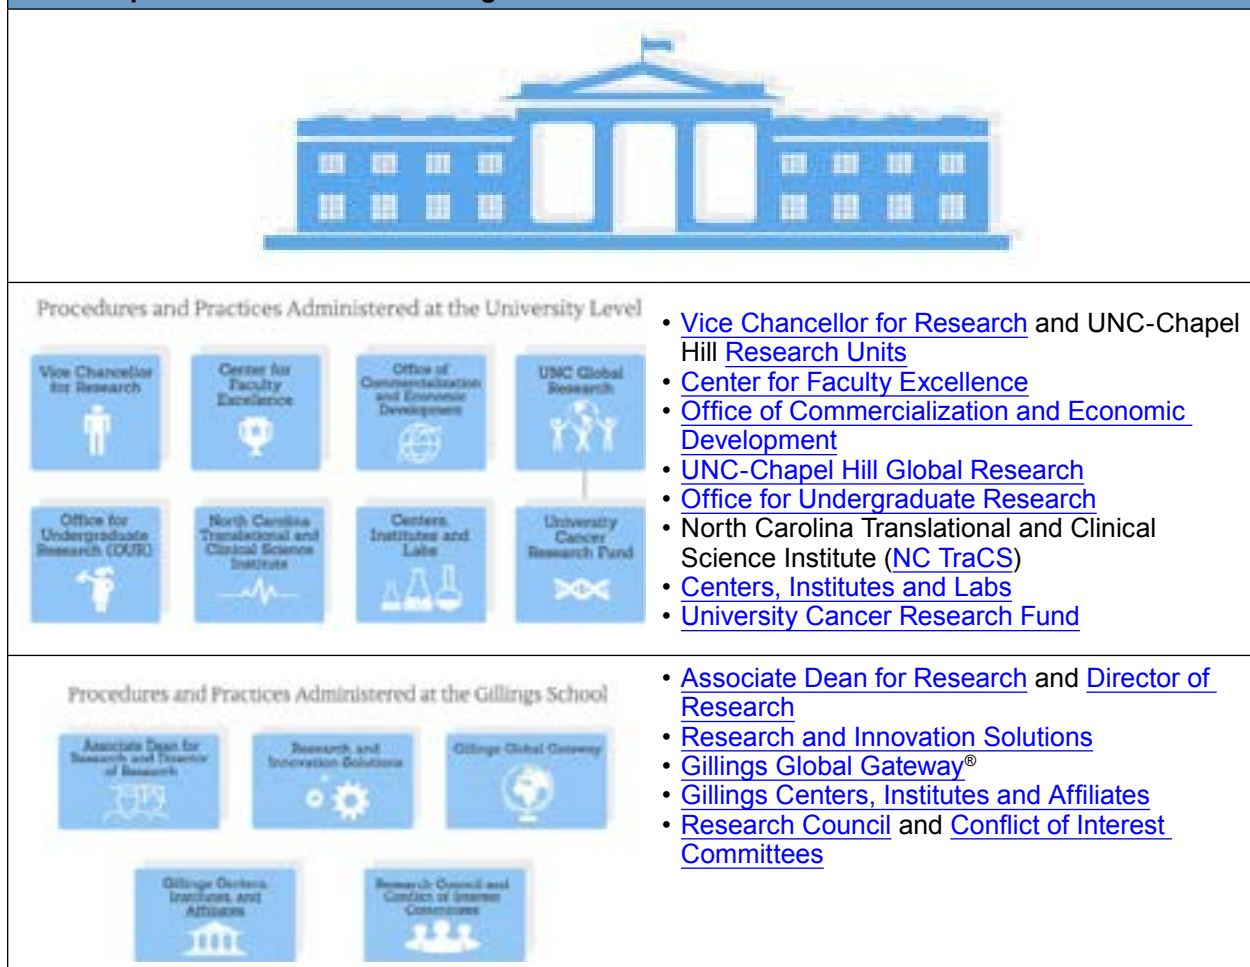 Procedures and Practices Administered at the University Level
Vice Chancellor
for Research
Center for
Faculty
Excellence
Office of
Commercialization
and Economic
Development
UNC Global
Research
Office for
Undergraduate
Research (OUR)
North Carolina
Translational and
Clinical Science
Institute
Centers,
Institutes and
Labs
University
Cancer
Research Fund
• Vice Chancellor for Research and UNC-Chapel
Hill Research Units
• Center for Faculty Excellence
• Office of Commercialization and Economic
Development
• UNC-Chapel Hill Global Research
• Office for Undergraduate Research
• North Carolina Translational and Clinical
Science Institute (NC TraCS)
• Centers, Institutes and Labs
• University Cancer Research Fund
Procedures and Practices Administered at the Gillings School
Associate Dean for
Research and Director
of Research
Research and
Innovation Solutions
Gillings Global Gateway
Gillings Centers,
Institutes, and
Affiliates
Research Council and
Conflict of Interest
Committees
• Associate Dean for Research and Director of
Research
• Research and Innovation Solutions
• Gillings Global Gateway®
• Gillings Centers, Institutes and Affiliates
• Research Council and Conflict of Interest
Committees